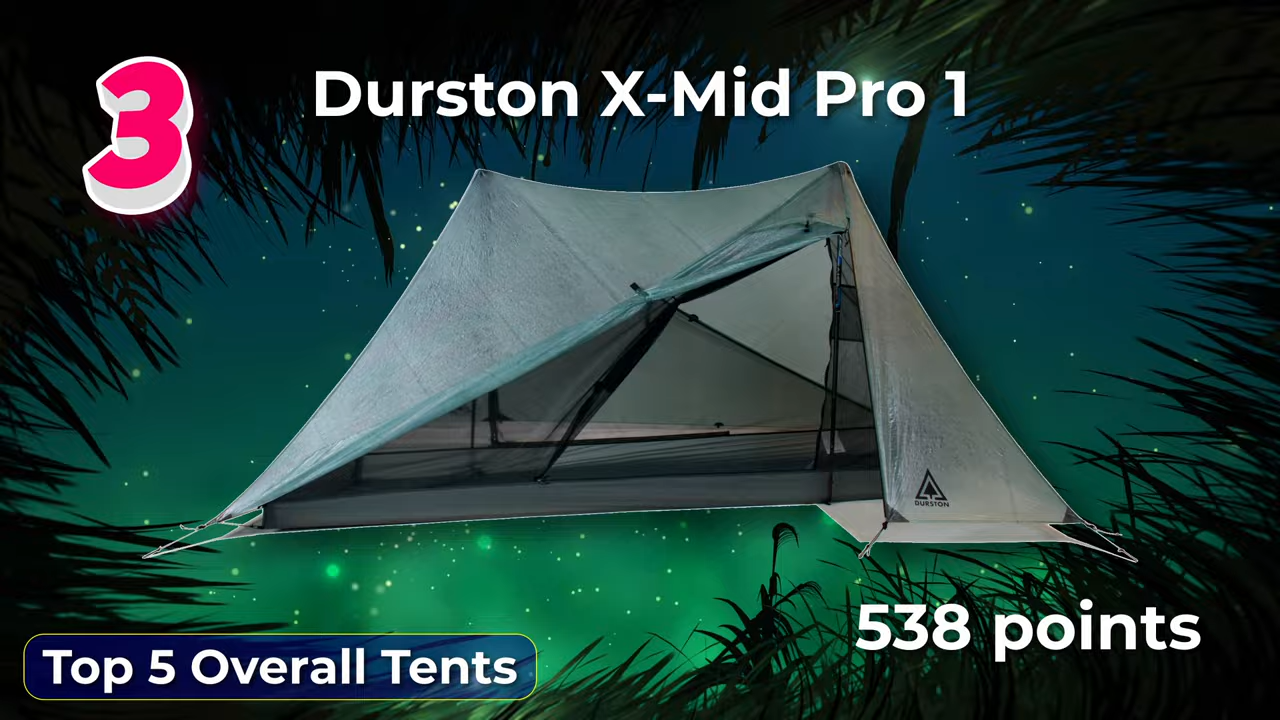 3
Durston X-Mid Pro 1
DURSTON
538 points
Top 5 Overall Tents